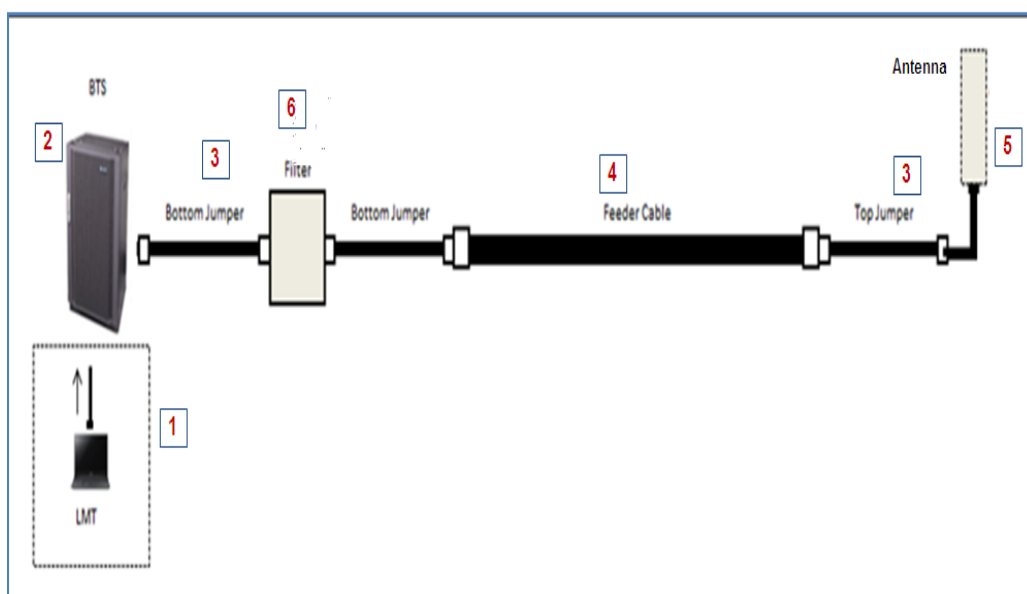 Antenna
BTS
6
2
3
4
3
5
Filter
Bottom Jumper
Bottom Jumper
Feeder Cable
Top Jumper
1
LMT